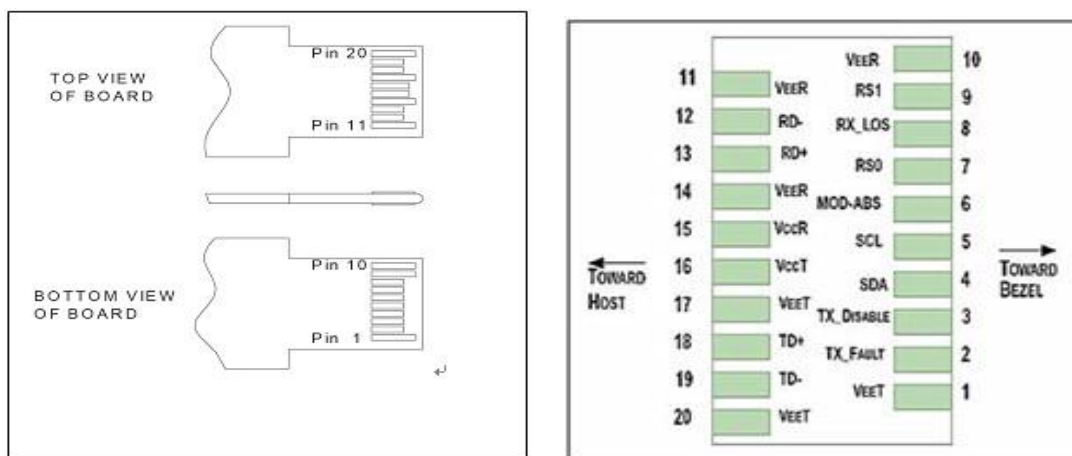 Pin 20
TOP VIEW
OF BOARD
Pin 11
Pin 10
BOTTOM VIEW
OF BOARD
Pin 1
↵
11 VEER
12 RD-
13 RD+
14 VEER
15 VCCR
16 VCCT
17 VEET
18 TD+
19 TD-
20 VEET
TOWARD
HOST
VEER 10
RS1 9
RX_LOS 8
RS0 7
MOD-ABS 6
SCL 5
SDA 4
TX_DISABLE 3
TX_FAULT 2
VEET 1
TOWARD
BEZEL